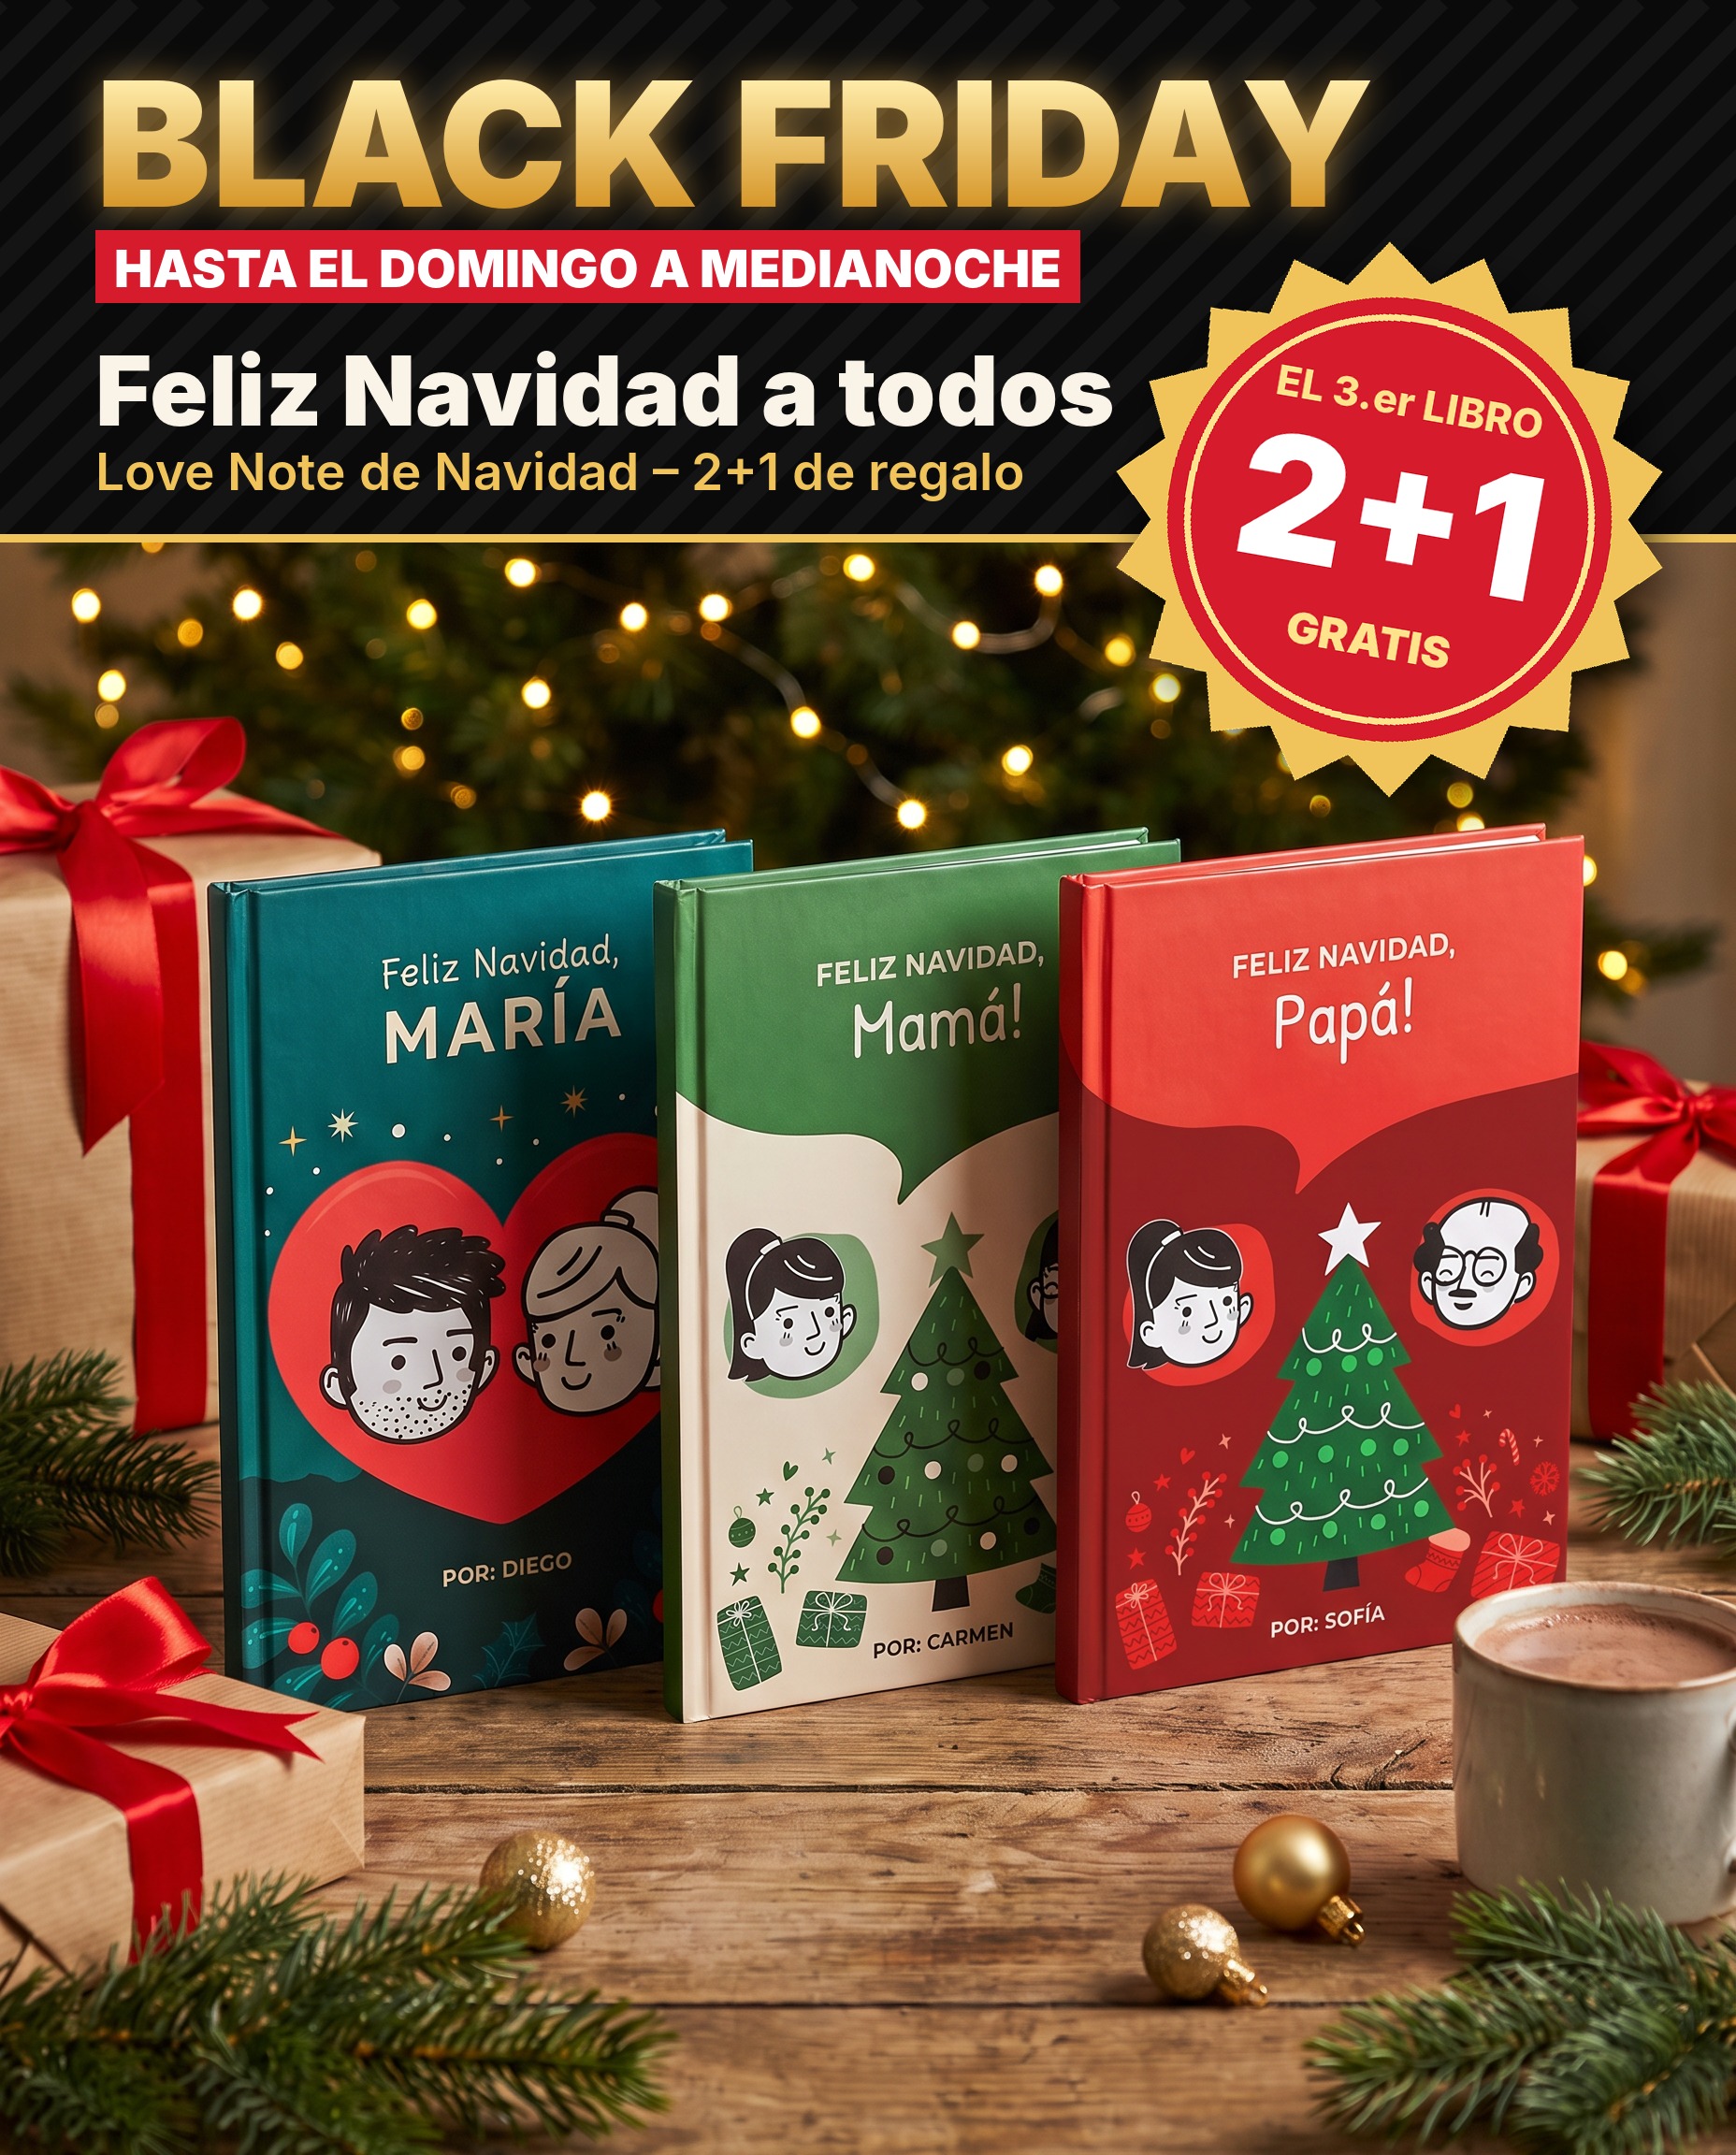 BLACK FRIDAY
HASTA EL DOMINGO A MEDIANOCHE
Feliz Navidad a todos
Love Note de Navidad – 2+1 de regalo
EL 3.er LIBRO
2+1
GRATIS
Feliz Navidad,
MARÍA
POR: DIEGO
FELIZ NAVIDAD,
Mamá!
POR: CARMEN
FELIZ NAVIDAD,
Papá!
POR: SOFÍA